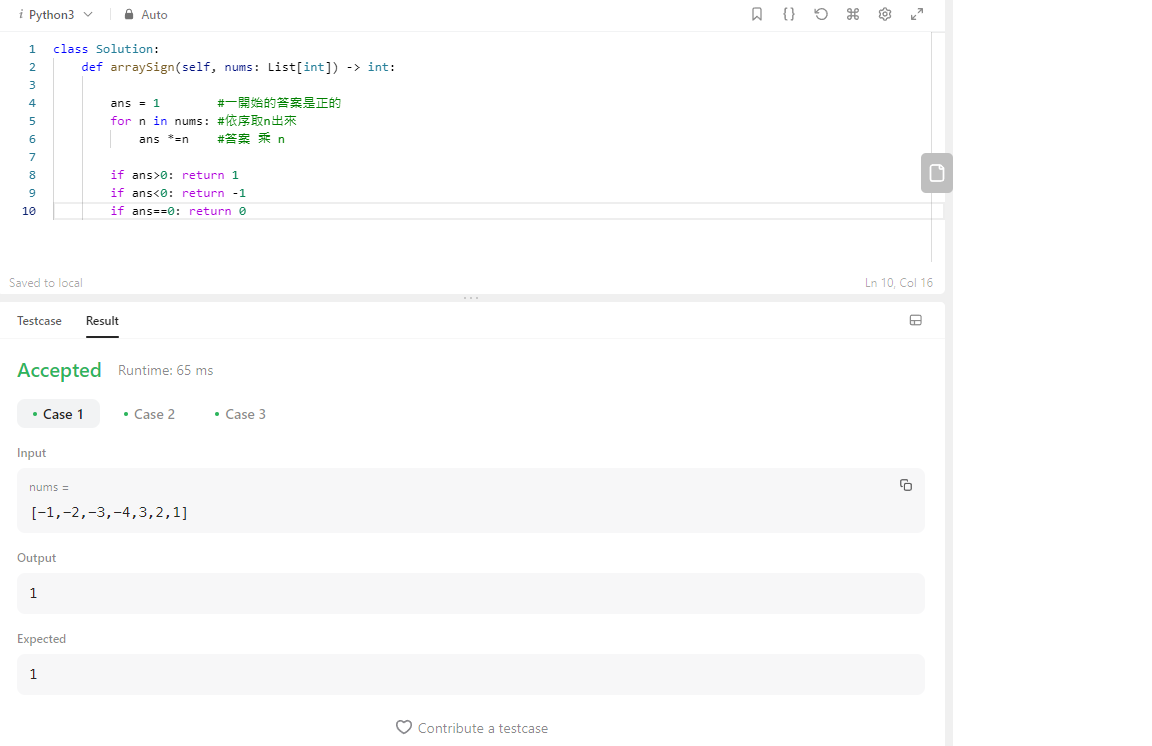 i Python3 Auto
1 class Solution:
2 def arraySign(self, nums: List[int]) -> int:
3
4 ans = 1 #一開始的答案是正的
5 for n in nums: #依序取n出來
6 ans *=n #答案 乘 n
7
8 if ans>0: return 1
9 if ans<0: return -1
10 if ans==0: return 0
Saved to local Ln 10, Col 16
Testcase Result
Accepted Runtime: 65 ms
• Case 1 • Case 2 • Case 3
Input
nums =
[-1,-2,-3,-4,3,2,1]
Output
1
Expected
1
Contribute a testcase